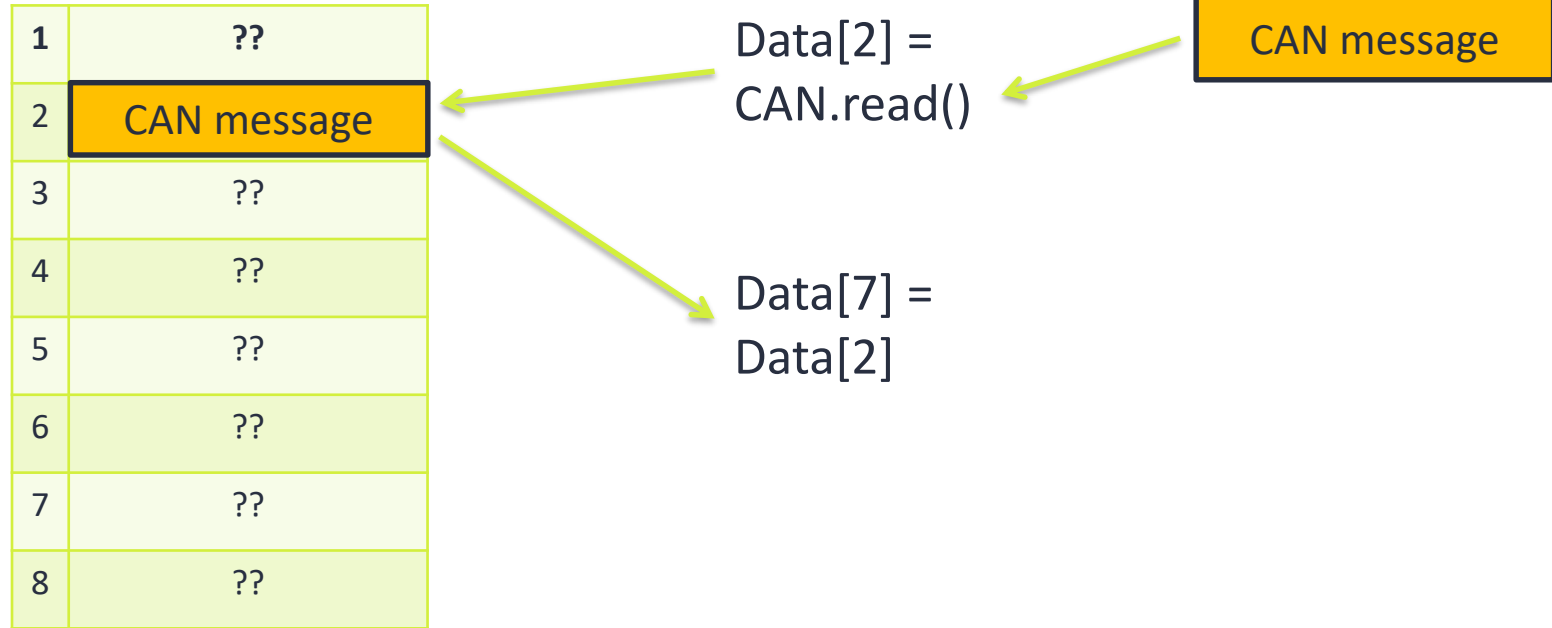 1 ??
2 CAN message
3 ??
4 ??
5 ??
6 ??
7 ??
8 ??
Data[2] =
CAN.read()
Data[7] =
Data[2]
CAN message